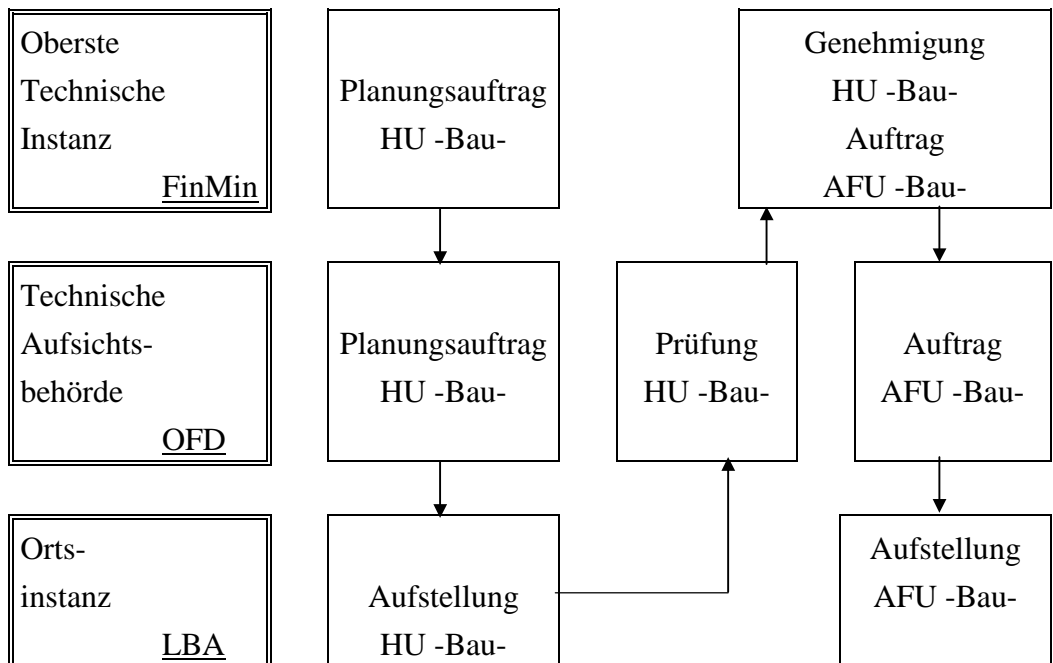 Oberste
Technische
Instanz
FinMin
Planungsauftrag
HU -Bau-
Genehmigung
HU -Bau-
Auftrag
AFU -Bau-
Technische
Aufsichts-
behörde
OFD
Planungsauftrag
HU -Bau-
Prüfung
HU -Bau-
Auftrag
AFU -Bau-
Orts-
instanz
LBA
Aufstellung
HU -Bau-
Aufstellung
AFU -Bau-